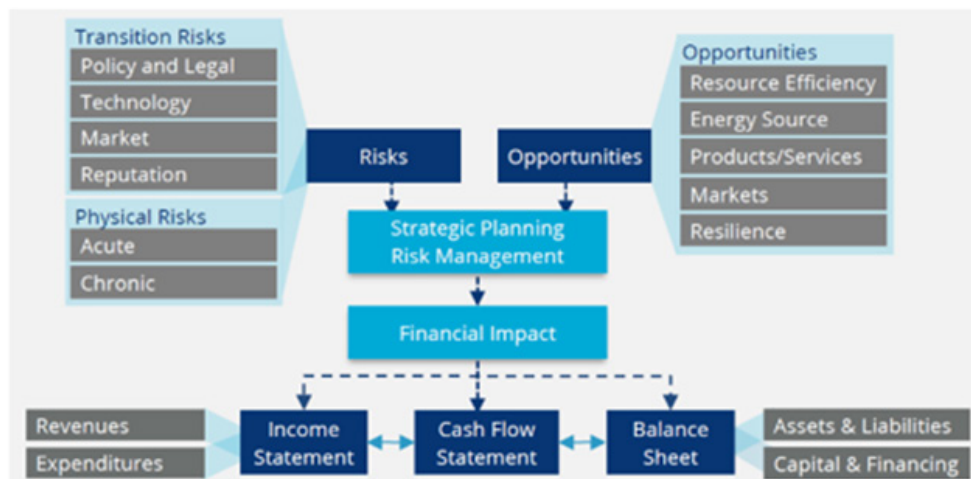 Transition Risks
Policy and Legal
Technology
Market
Reputation
Physical Risks
Acute
Chronic
Risks
Opportunities
Opportunities
Resource Efficiency
Energy Source
Products/Services
Markets
Resilience
Strategic Planning
Risk Management
Financial Impact
Revenues
Expenditures
Income
Statement
Cash Flow
Statement
Balance
Sheet
Assets & Liabilities
Capital & Financing